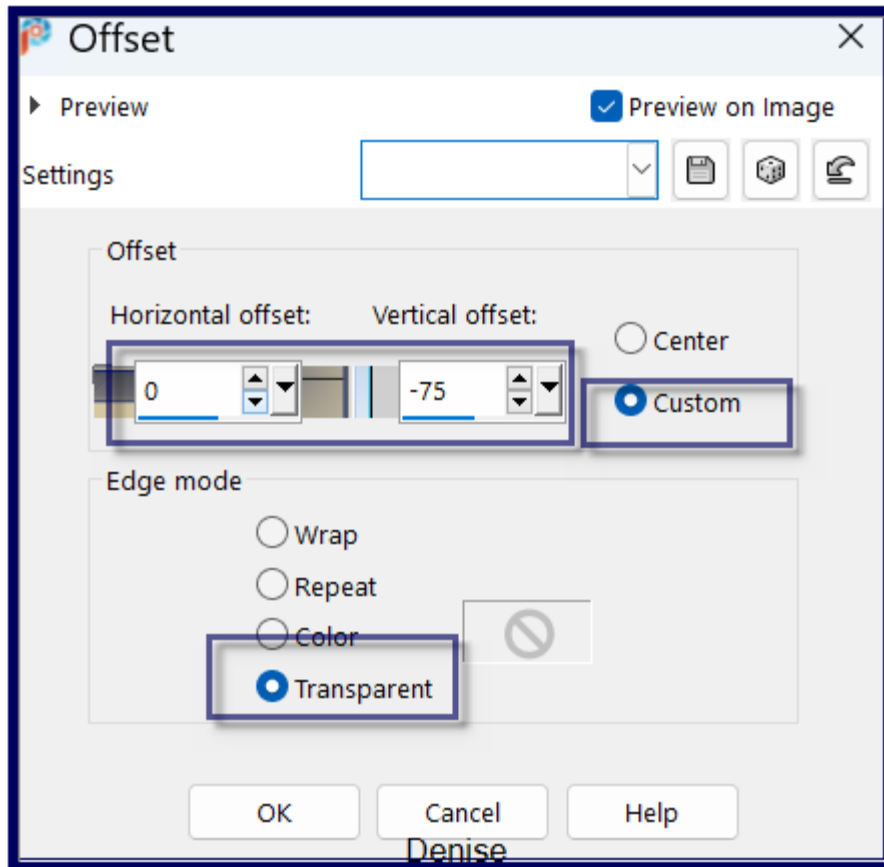 Offset
Preview
Preview on Image
Settings
Offset
Horizontal offset:
Vertical offset:
Center
0
-75
Custom
Edge mode
Wrap
Repeat
Color
Transparent
OK
Cancel
Help
Denise